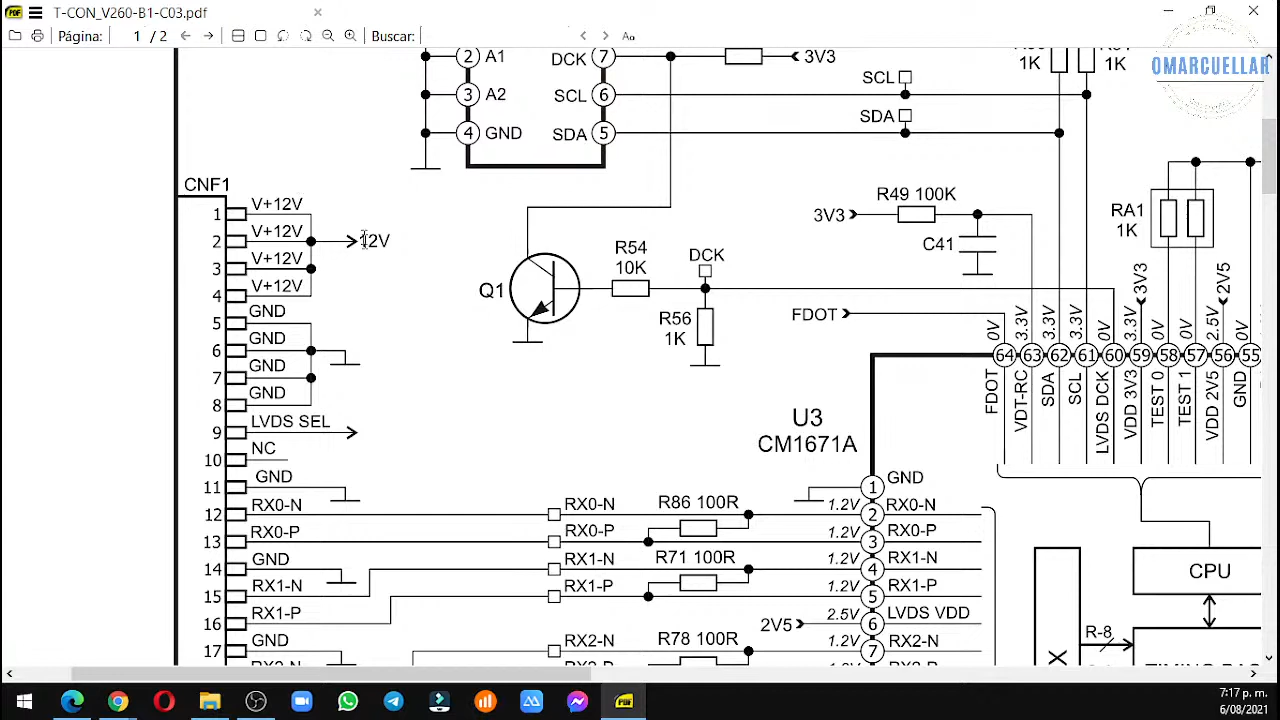 T-CON_V260-B1-C03.pdf
Página: 1 / 2
Buscar:
Aa
OMARCUELLAR
2 A1
DCK 7
3V3
1K
1K
SCL
3 A2
SCL 6
SDA
4 GND
SDA 5
CNF1
1 V+12V
2 V+12V
12V
3 V+12V
4 V+12V
5 GND
6 GND
7 GND
8 GND
9 LVDS SEL
10 NC
11 GND
12 RX0-N
13 RX0-P
14 GND
15 RX1-N
16 RX1-P
17 GND
Q1
R54
10K
DCK
R56
1K
R49 100K
3V3
C41
RA1
1K
FDOT
3V3
2V5
0V
3.3V
3.3V
3.3V
0V
3.3V
0V
0V
2.5V
0V
64 63 62 61 60 59 58 57 56 55
FDOT
VDT-RC
SDA
SCL
LVDS DCK
VDD 3V3
TEST 0
TEST 1
VDD 2V5
GND
U3
CM1671A
1 GND
RX0-N
R86 100R
1.2V 2 RX0-N
RX0-P
1.2V 3 RX0-P
RX1-N
R71 100R
1.2V 4 RX1-N
RX1-P
1.2V 5 RX1-P
2V5
2.5V 6 LVDS VDD
RX2-N
R78 100R
1.2V 7 RX2-N
CPU
R-8
X
7:17 p. m.
6/08/2021